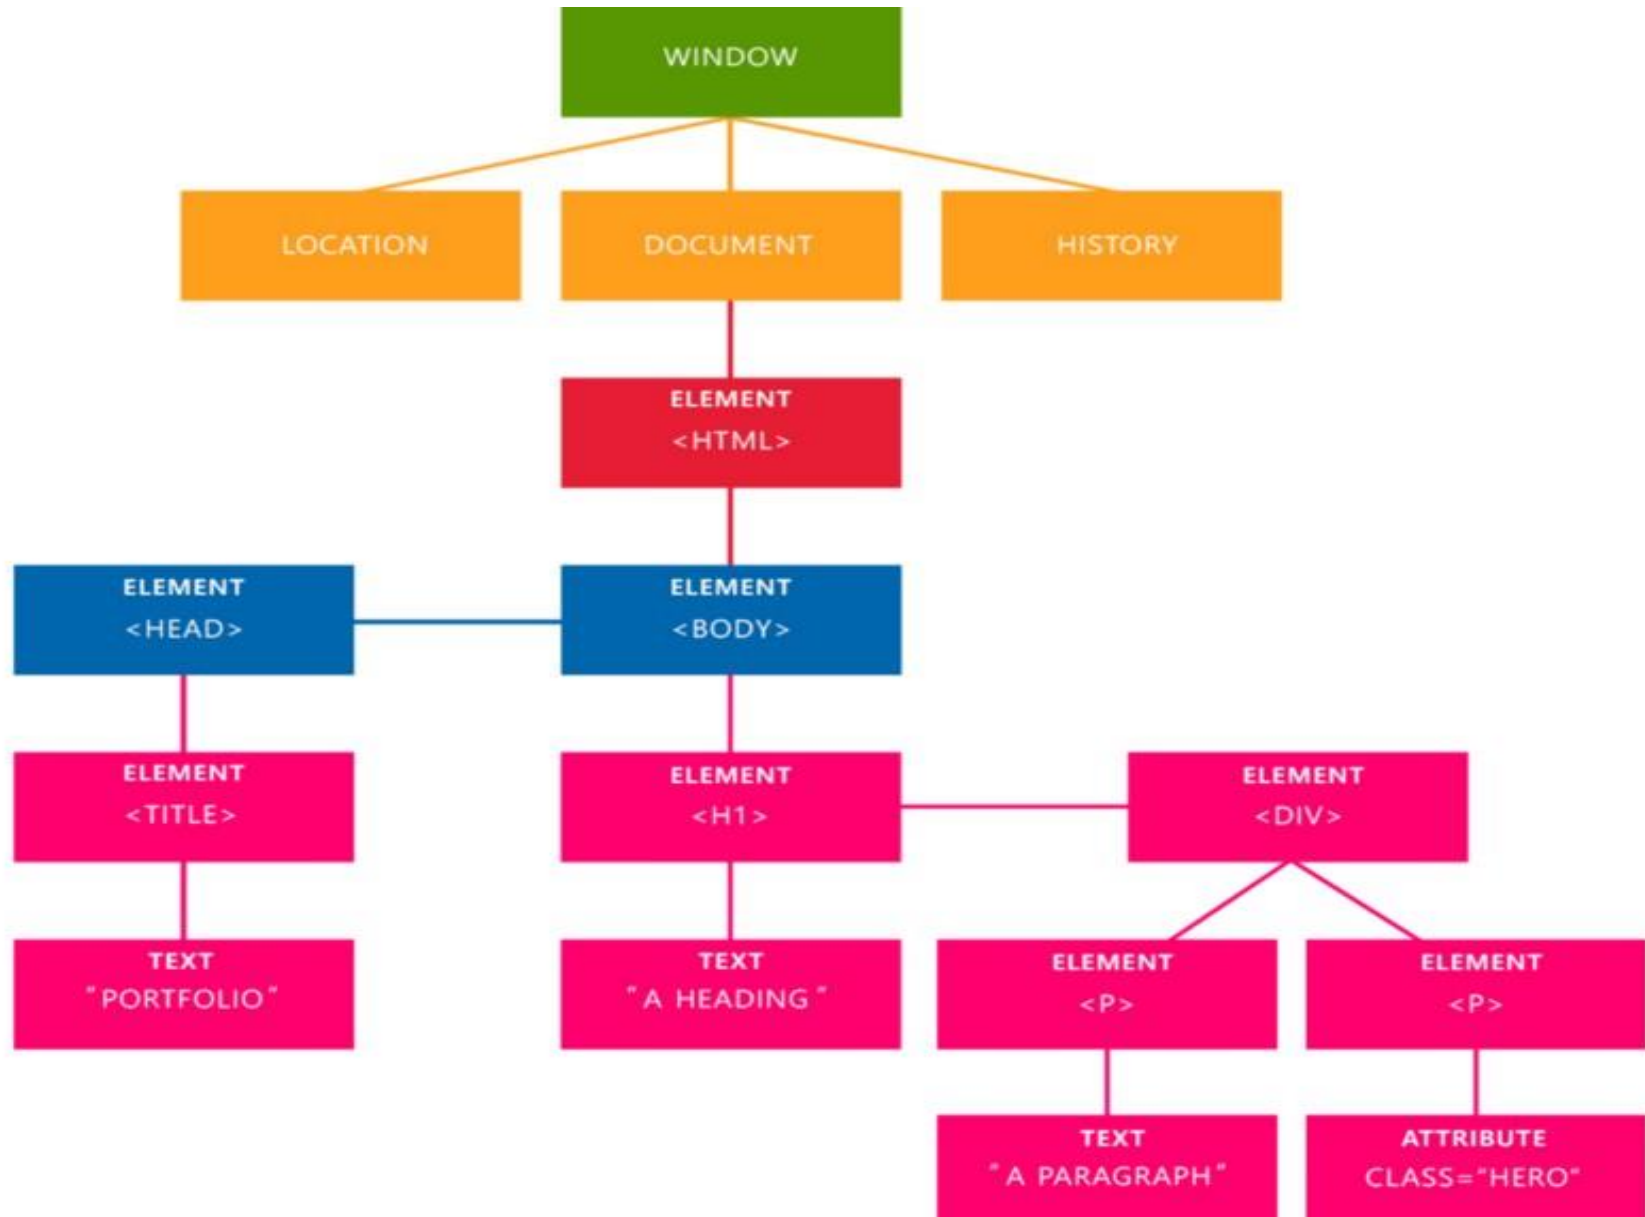 WINDOW
LOCATION
DOCUMENT
HISTORY
ELEMENT
<HTML>
ELEMENT
<HEAD>
ELEMENT
<BODY>
ELEMENT
<TITLE>
ELEMENT
<H1>
ELEMENT
<DIV>
TEXT
"PORTFOLIO"
TEXT
"A HEADING"
ELEMENT
<P>
ELEMENT
<P>
TEXT
"A PARAGRAPH"
ATTRIBUTE
CLASS="HERO"